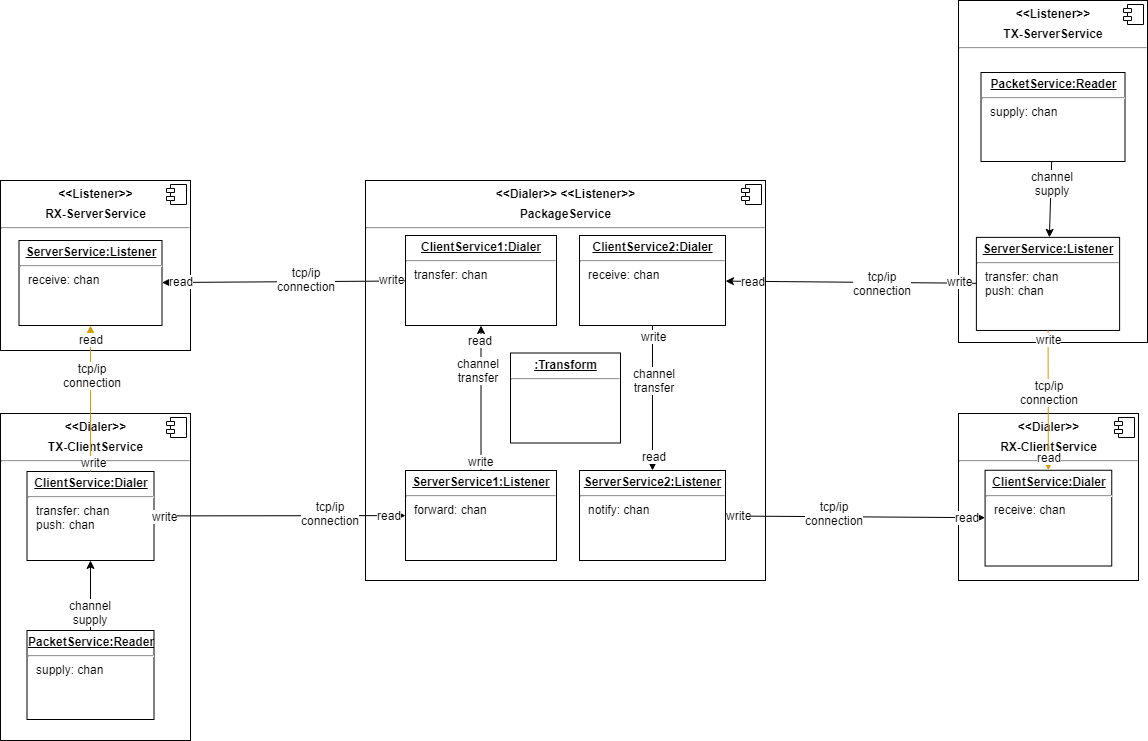 <<Listener>>
TX-ServerService
PacketService:Reader
supply: chan
channel
supply
ServerService:Listener
transfer: chan
push: chan
write
write
tcp/ip
connection
<<Listener>>
RX-ServerService
ServerService:Listener
receive: chan
read
read
tcp/ip
connection
tcp/ip
connection
<<Dialer>> <<Listener>>
PackageService
ClientService1:Dialer
transfer: chan
write
read
channel
transfer
write
ClientService2:Dialer
receive: chan
read
write
channel
transfer
read
tcp/ip
connection
:Transform
ServerService1:Listener
forward: chan
read
ServerService2:Listener
notify: chan
write
<<Dialer>>
TX-ClientService
write
ClientService:Dialer
transfer: chan
push: chan
write
tcp/ip
connection
channel
supply
PacketService:Reader
supply: chan
tcp/ip
connection
<<Dialer>>
RX-ClientService
read
ClientService:Dialer
receive: chan
read